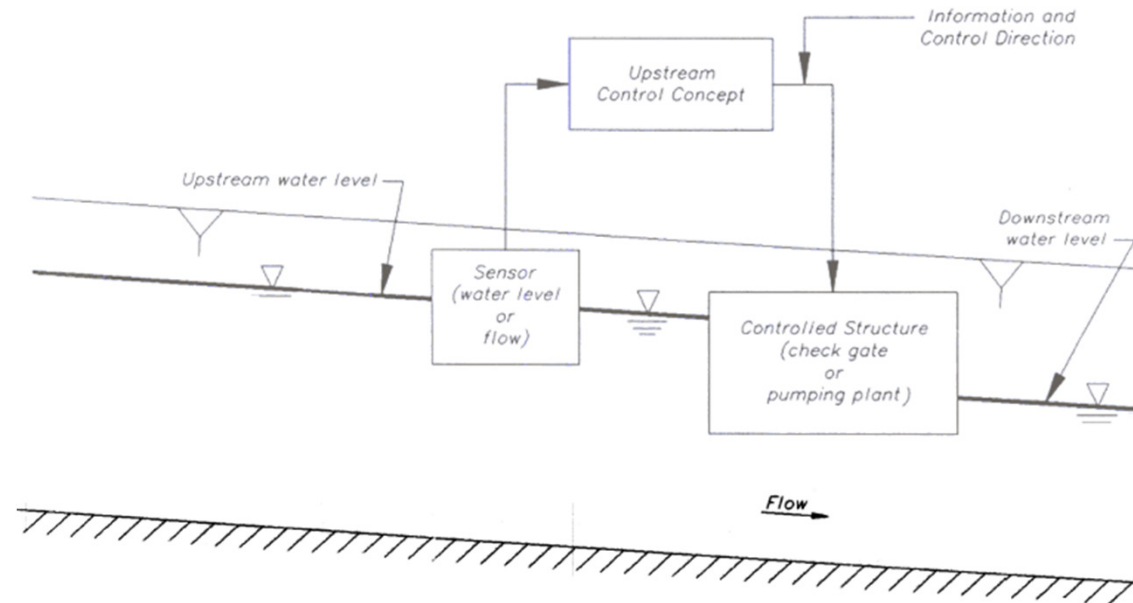 Information and
Control Direction
Upstream
Control Concept
Upstream water level
Downstream
water level
Sensor
(water level
or
flow)
Controlled Structure
(check gate
or
pumping plant)
Flow